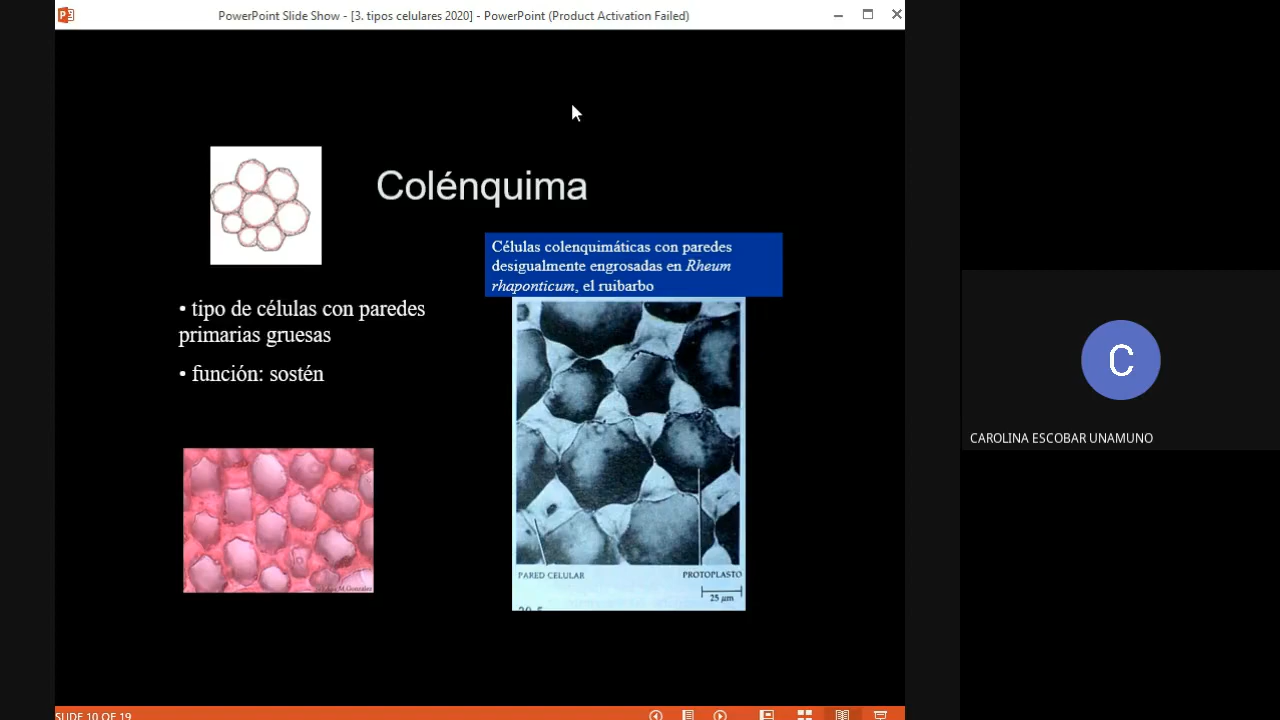 PowerPoint Slide Show - [3. tipos celulares 2020] - PowerPoint (Product Activation Failed)
Colénquima
Células colenquimáticas con paredes
desigualmente engrosadas en Rheum
rhaponticum, el ruibarbo
• tipo de células con paredes
primarias gruesas
• función: sostén
PARED CELULAR
PROTOPLASTO
25 µm
M.González
C
CAROLINA ESCOBAR UNAMUNO
SLIDE 10 OF 19